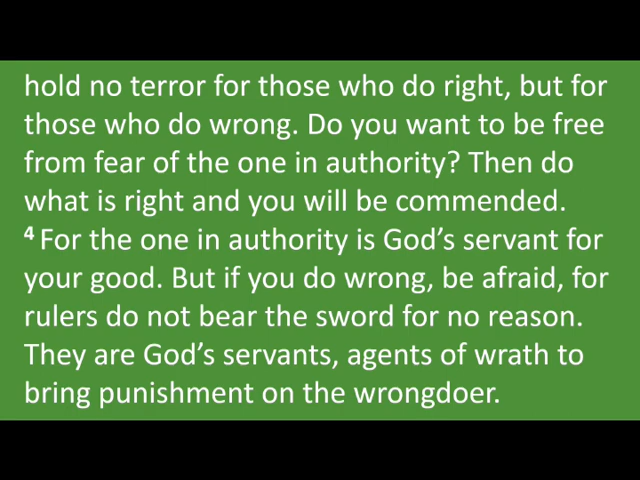 hold no terror for those who do right, but for
those who do wrong. Do you want to be free
from fear of the one in authority? Then do
what is right and you will be commended.
4 For the one in authority is God’s servant for
your good. But if you do wrong, be afraid, for
rulers do not bear the sword for no reason.
They are God’s servants, agents of wrath to
bring punishment on the wrongdoer.